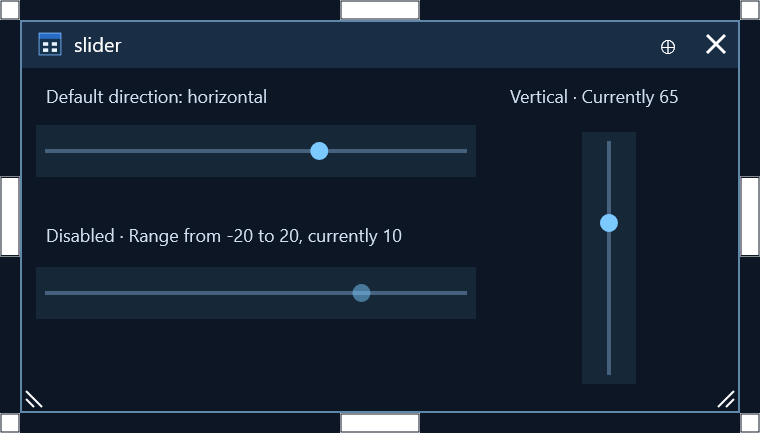 slider
Default direction: horizontal
Vertical · Currently 65
Disabled · Range from -20 to 20, currently 10